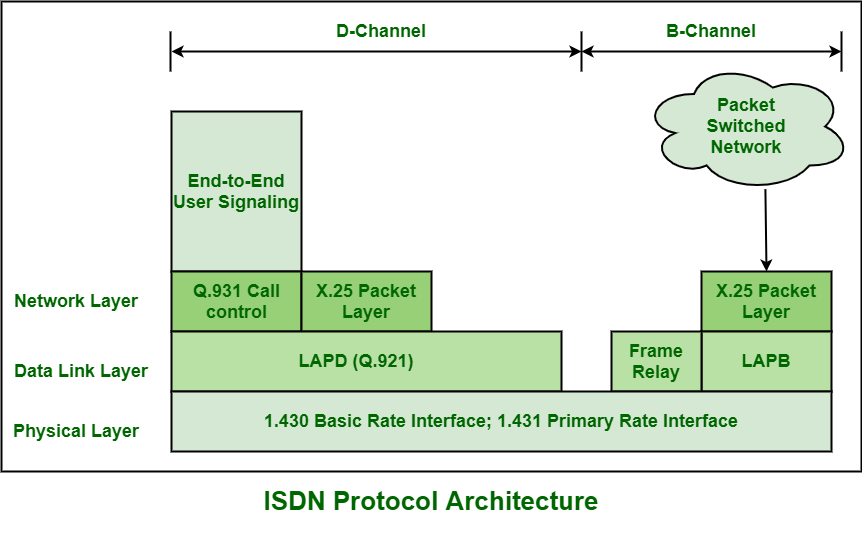 D-Channel
B-Channel
Packet
Switched
Network
End-to-End
User Signaling
Network Layer
Q.931 Call
control
X.25 Packet
Layer
X.25 Packet
Layer
Data Link Layer
LAPD (Q.921)
Frame
Relay
LAPB
Physical Layer
1.430 Basic Rate Interface; 1.431 Primary Rate Interface
ISDN Protocol Architecture